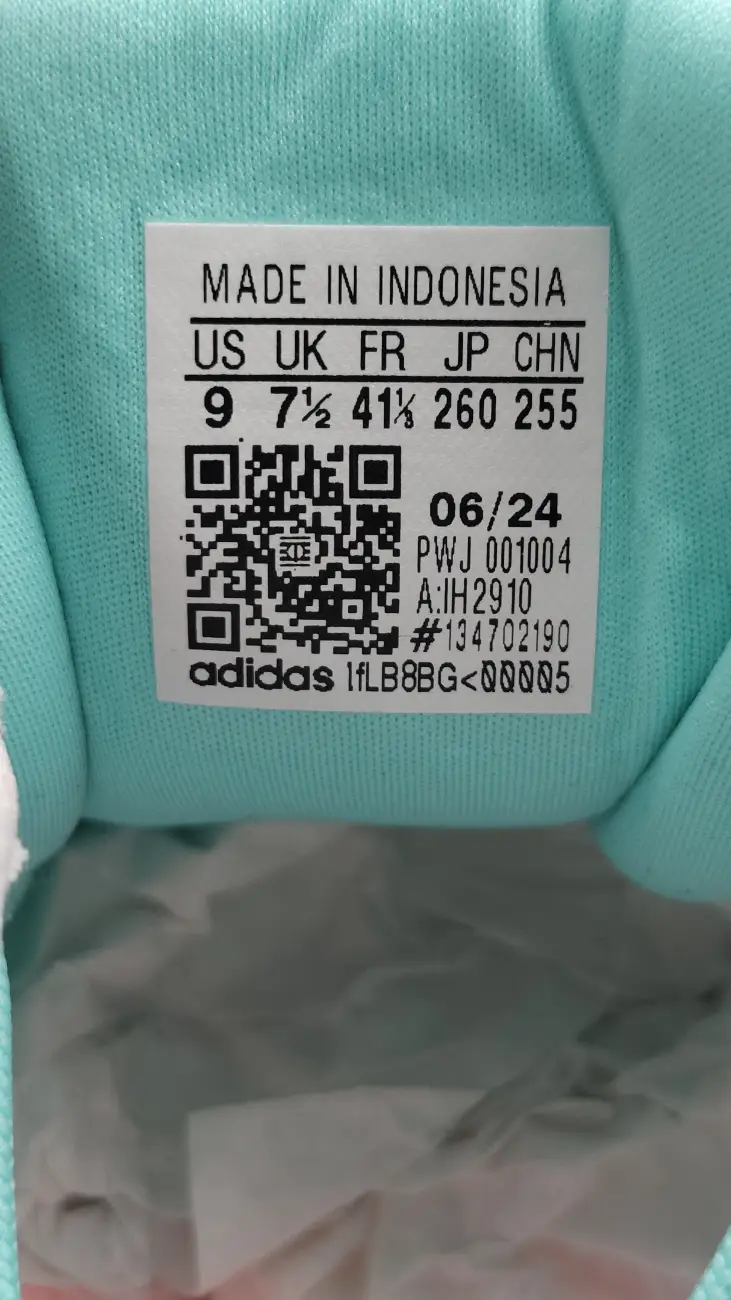 MADE IN INDONESIA
US UK FR JP CHN
9 7½ 41⅓ 260 255
06/24
PWJ 001004
A:IH2910
#134702190
adidas 1fLB8BG<00005